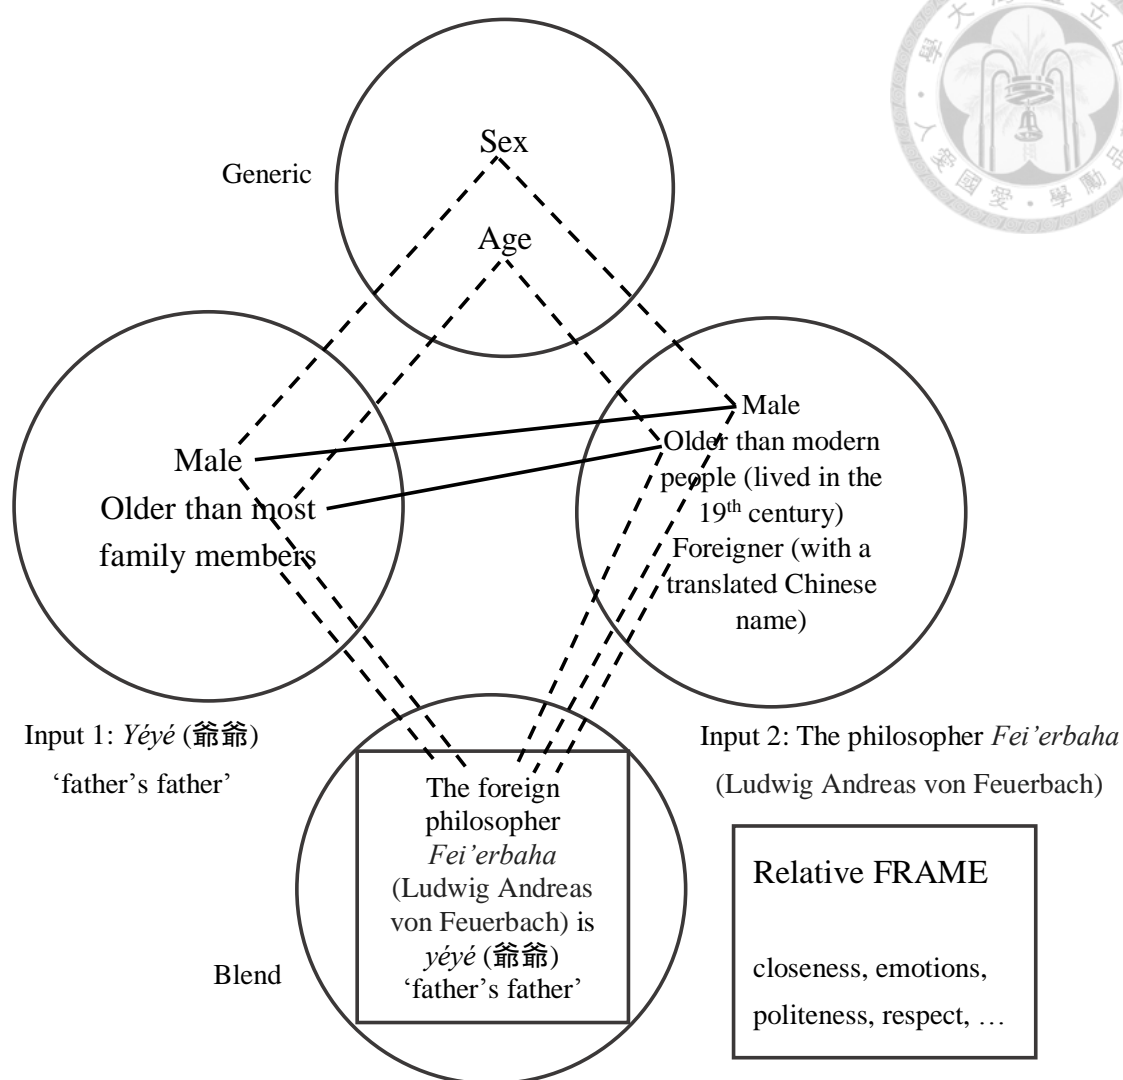 Sex
Generic
Age
Male
Older than most
family members
Male
Older than modern
people (lived in the
19th century)
Foreigner (with a
translated Chinese
name)
Input 1: Yéyé (爺爺)
‘father’s father’
Input 2: The philosopher Fei’erbaha
(Ludwig Andreas von Feuerbach)
The foreign
philosopher
Fei’erbaha
(Ludwig Andreas
von Feuerbach) is
yéyé (爺爺)
‘father’s father’
Blend
Relative FRAME
closeness, emotions,
politeness, respect, …